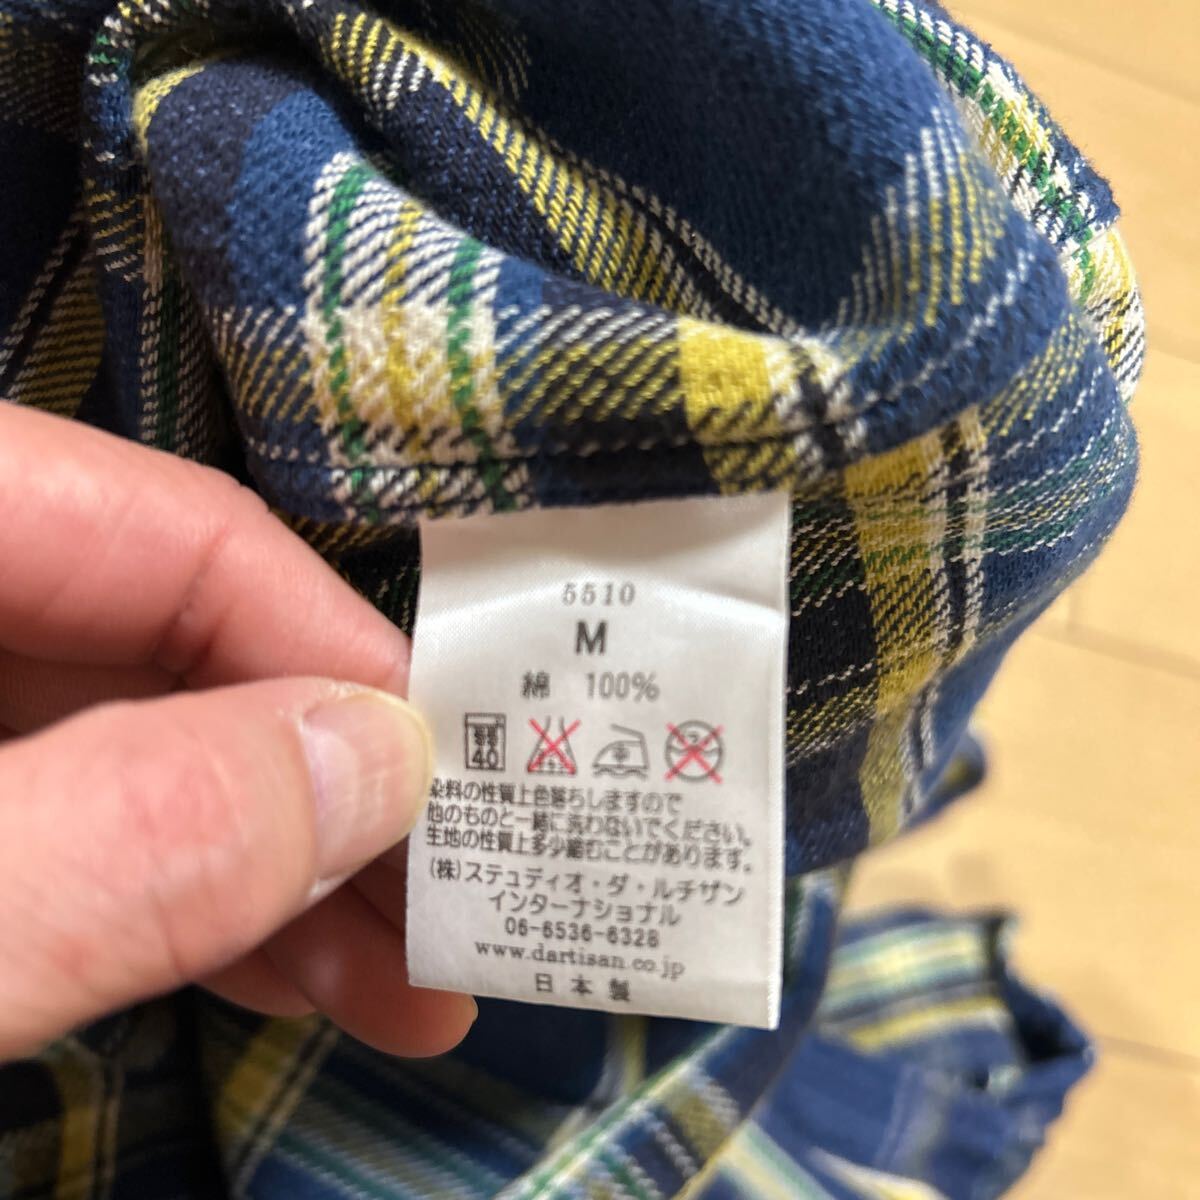 5510
M
綿 100%
40
染料の性質上色落ちしますので
他のものと一緒に洗わないでください。
生地の性質上多少縮むことがあります。
(株)ステュディオ・ダ・ルチザン
インターナショナル
06-6536-6328
www.dartisan.co.jp
日本製